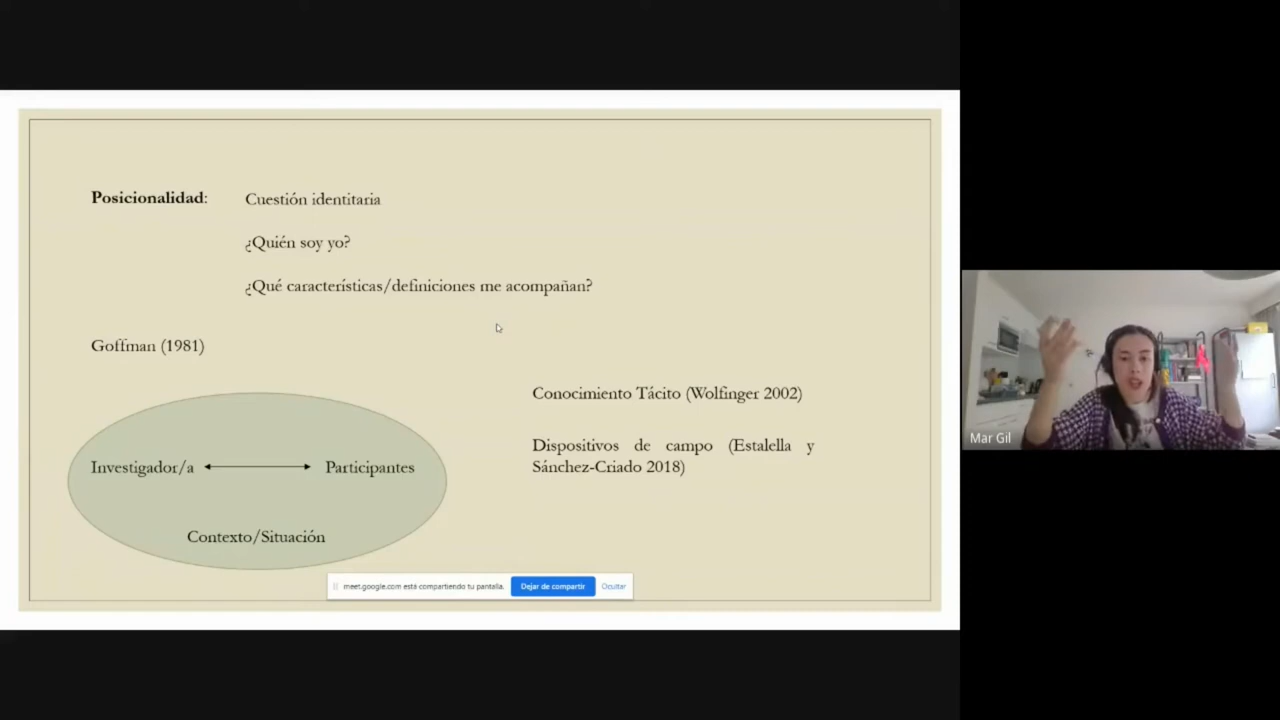 Posicionalidad: Cuestión identitaria
¿Quién soy yo?
¿Qué características/definiciones me acompañan?
Goffman (1981)
Conocimiento Tácito (Wolfinger 2002)
Dispositivos de campo (Estalella y
Sánchez-Criado 2018)
Investigador/a
Participantes
Contexto/Situación
meet.google.com está compartiendo tu pantalla.
Dejar de compartir
Ocultar
Mar Gil